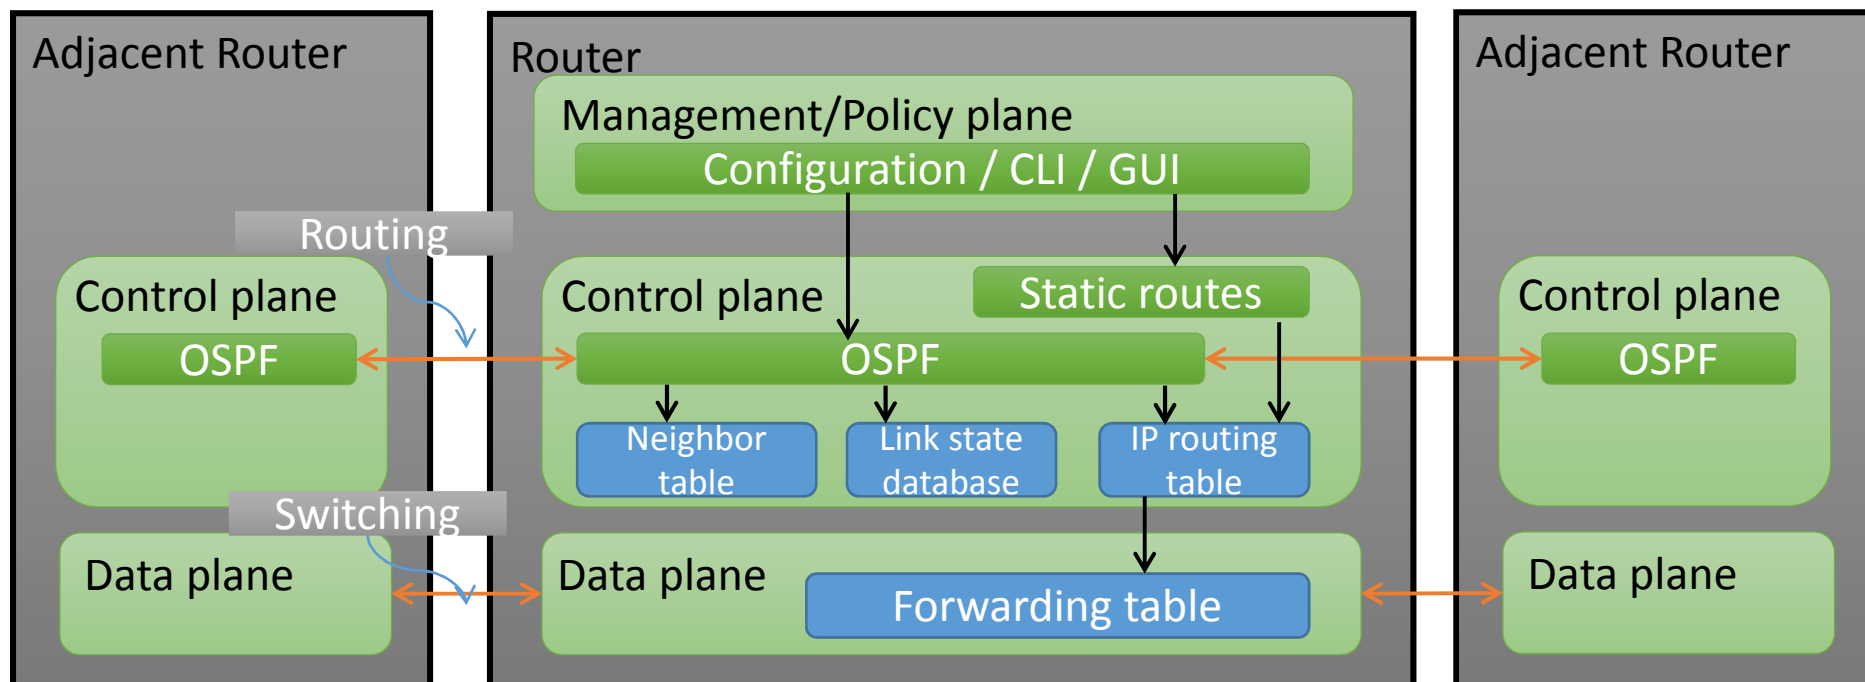 Adjacent Router
Routing
Control plane
OSPF
Switching
Data plane
Router
Management/Policy plane
Configuration / CLI / GUI
Control plane
Static routes
OSPF
Neighbor
table
Link state
database
IP routing
table
Data plane
Forwarding table
Adjacent Router
Control plane
OSPF
Data plane